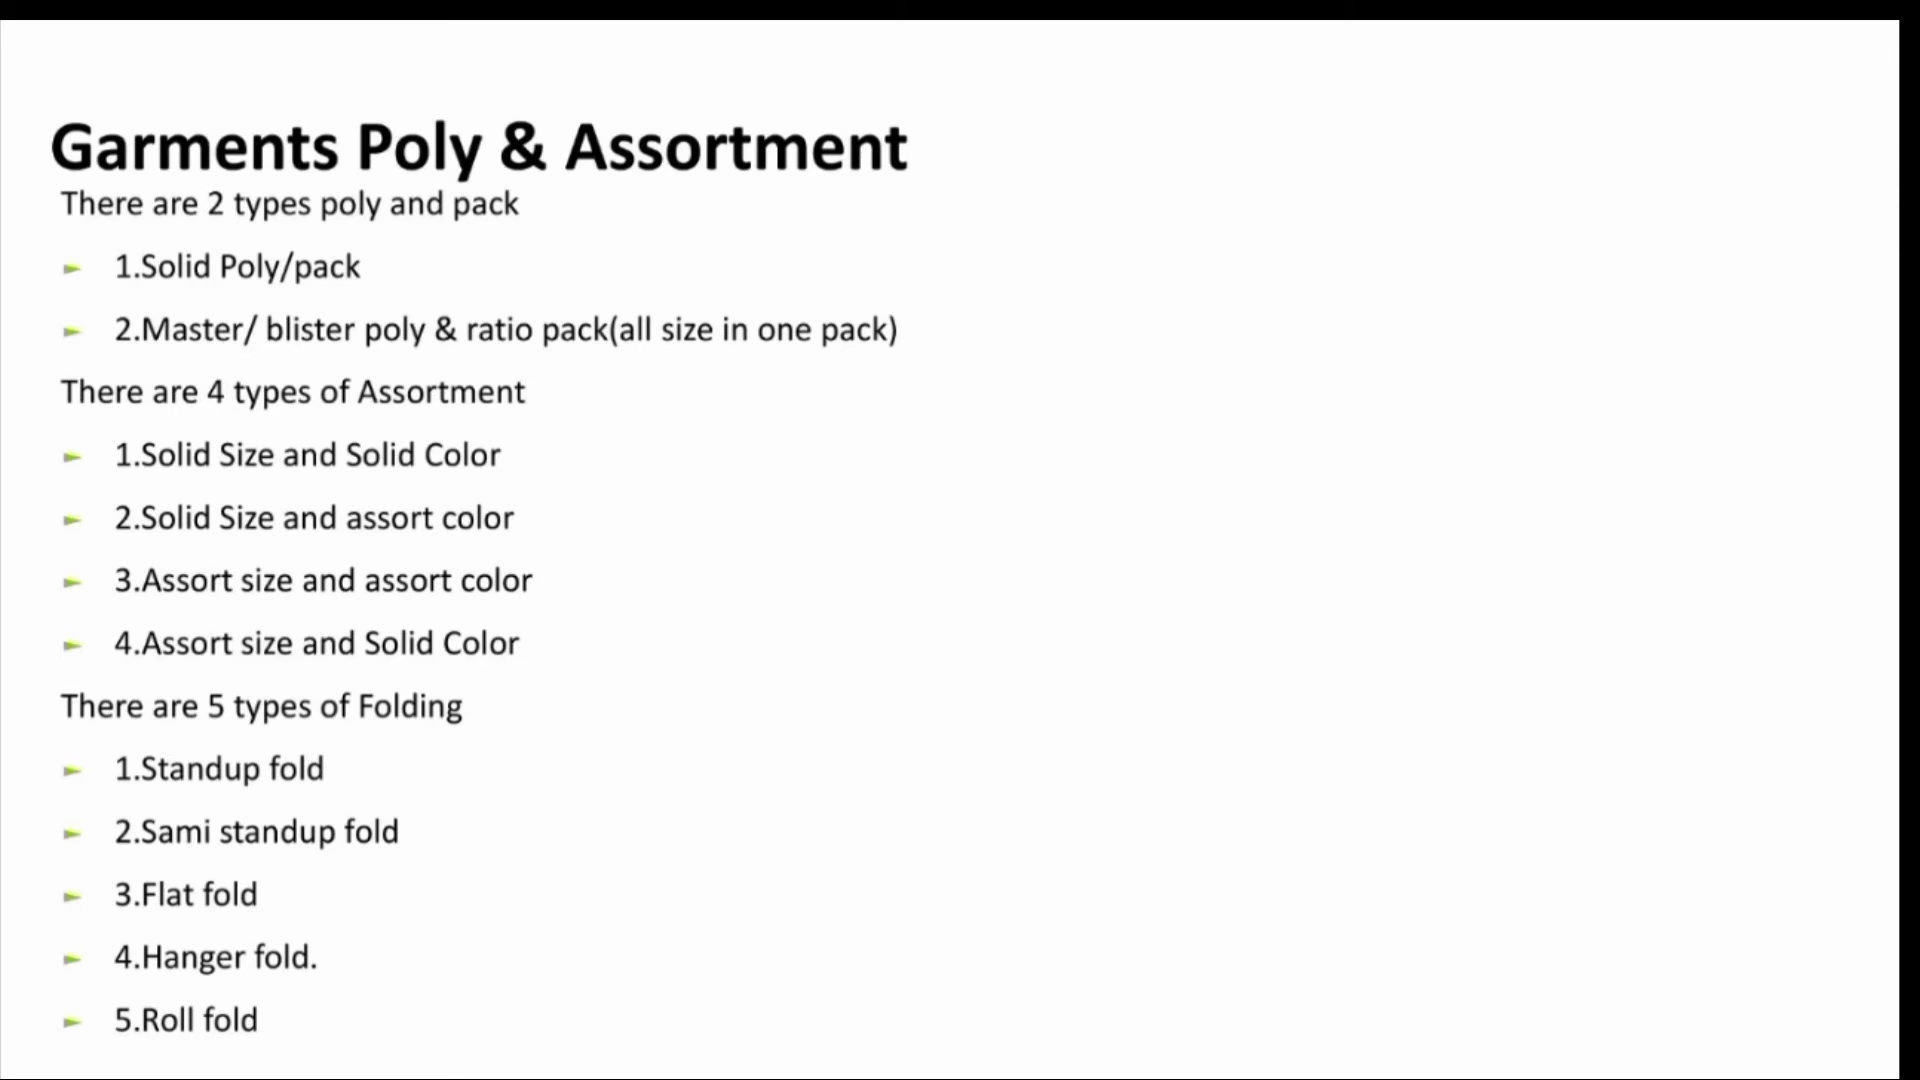 Garments Poly & Assortment
There are 2 types poly and pack
► 1.Solid Poly/pack
► 2.Master/ blister poly & ratio pack(all size in one pack)
There are 4 types of Assortment
► 1.Solid Size and Solid Color
► 2.Solid Size and assort color
► 3.Assort size and assort color
► 4.Assort size and Solid Color
There are 5 types of Folding
► 1.Standup fold
► 2.Sami standup fold
► 3.Flat fold
► 4.Hanger fold.
► 5.Roll fold